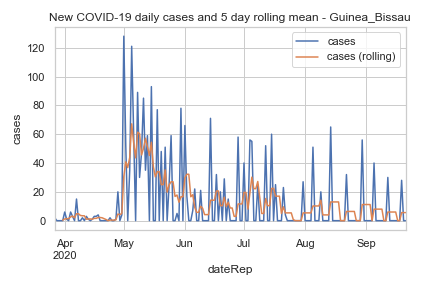 New COVID-19 daily cases and 5 day rolling mean - Guinea_Bissau
cases
cases (rolling)
120
100
80
60
40
20
0
cases
Apr May Jun Jul Aug Sep
2020
dateRep